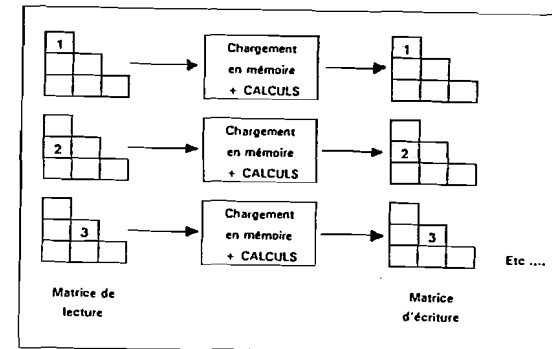 1
Chargement
en mémoire
+ CALCULS
1
2
Chargement
en mémoire
+ CALCULS
2
3
Chargement
en mémoire
+ CALCULS
3
Etc ....
Matrice de
lecture
Matrice
d'écriture